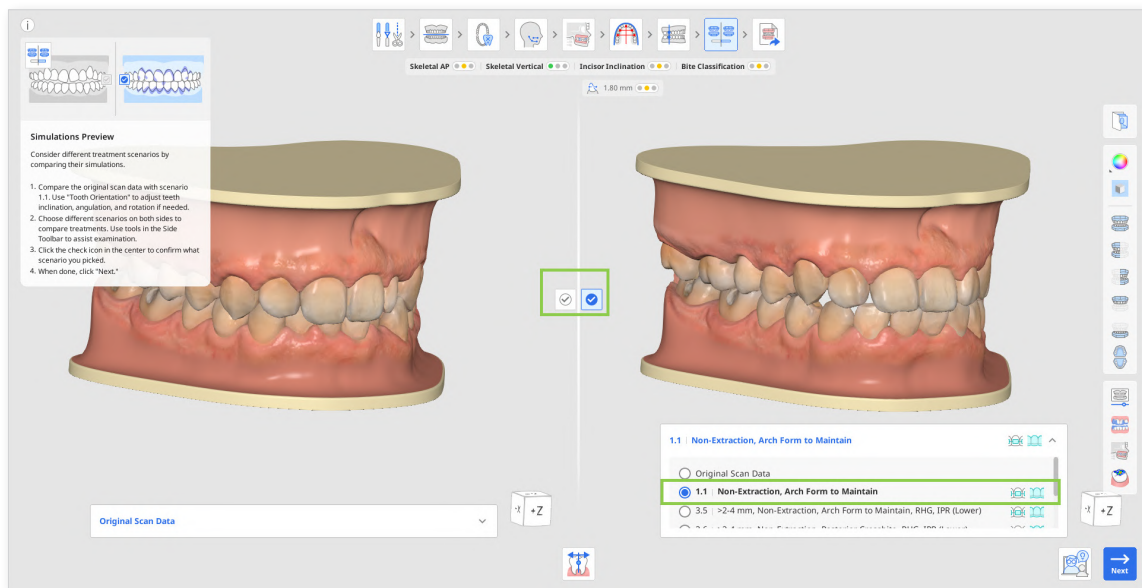 Skeletal AP
Skeletal Vertical
Incisor Inclination
Bite Classification
1.80 mm
Simulations Preview
Consider different treatment scenarios by
comparing their simulations.
1. Compare the original scan data with scenario
1.1. Use "Tooth Orientation" to adjust teeth
inclination, angulation, and rotation if needed.
2. Choose different scenarios on both sides to
compare treatments. Use tools in the Side
Toolbar to assist examination.
3. Click the check icon in the center to confirm what
scenario you picked.
4. When done, click "Next."
Original Scan Data
+Z
1.1 | Non-Extraction, Arch Form to Maintain
Original Scan Data
1.1 | Non-Extraction, Arch Form to Maintain
3.5 | >2-4 mm, Non-Extraction, Arch Form to Maintain, RHG, IPR (Lower)
+Z
Next